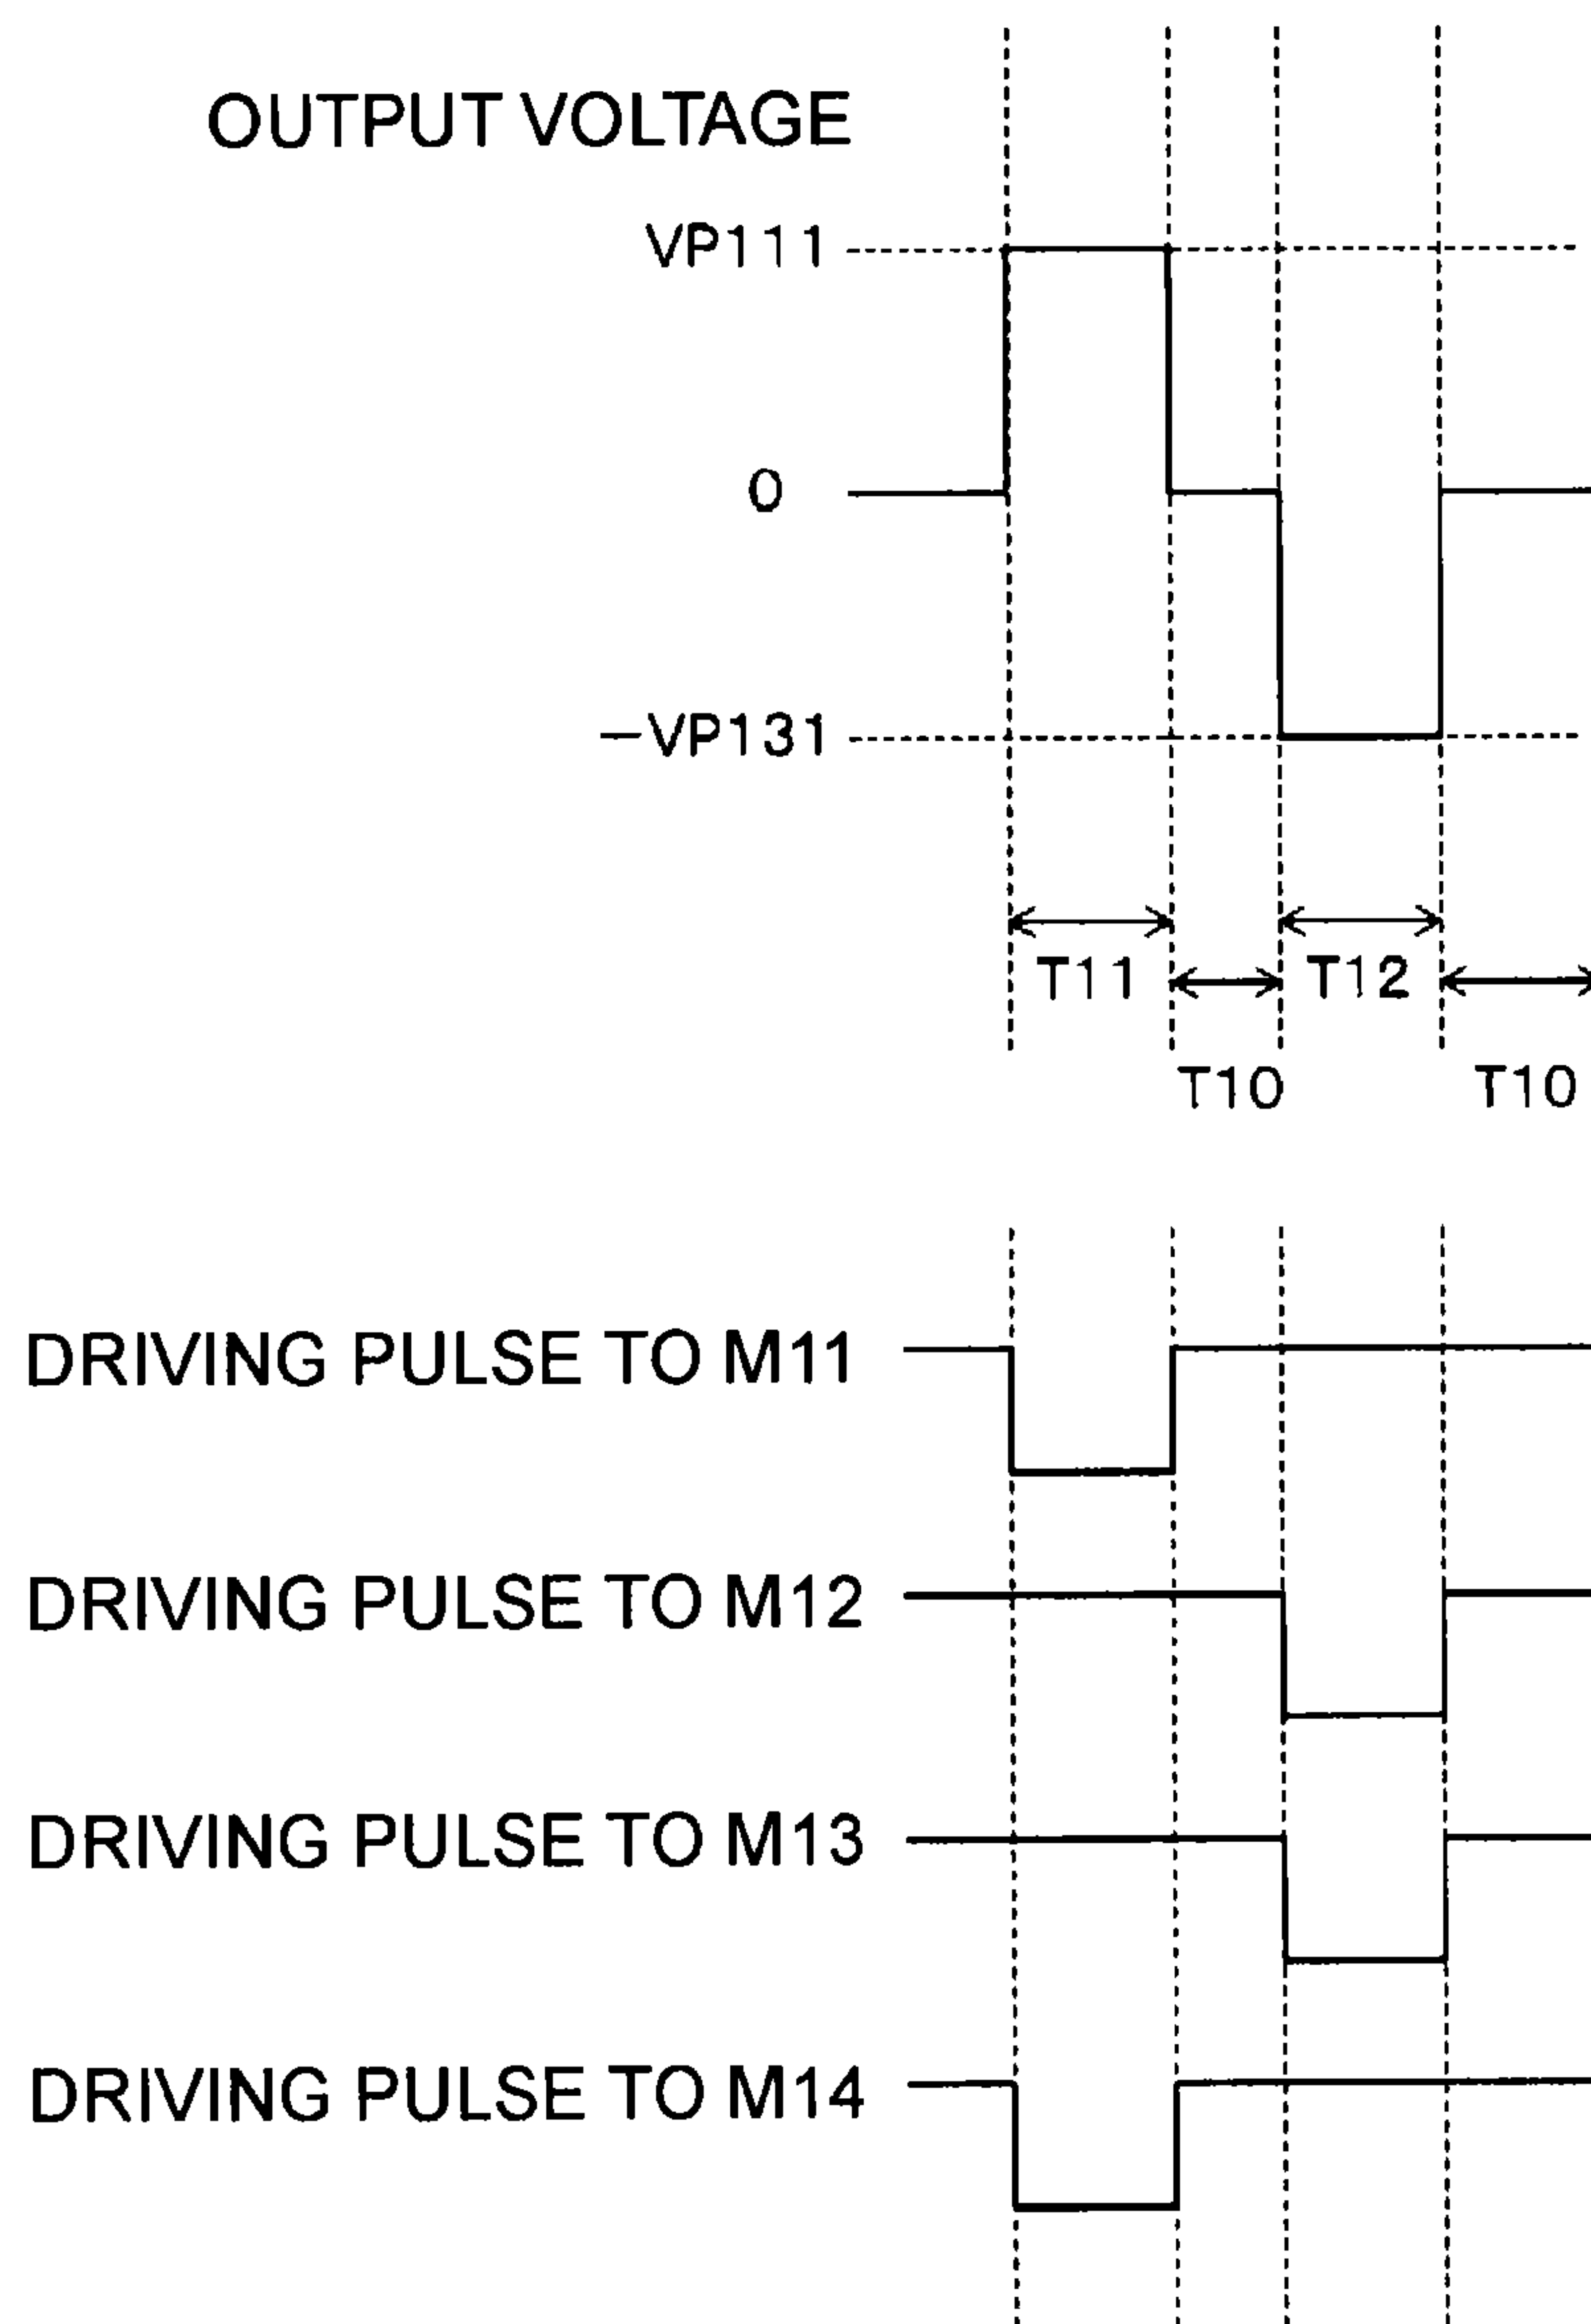 OUTPUT VOLTAGE
VP111
0
−VP131
T11
T12
T10
T10
DRIVING PULSE TO M11
DRIVING PULSE TO M12
DRIVING PULSE TO M13
DRIVING PULSE TO M14